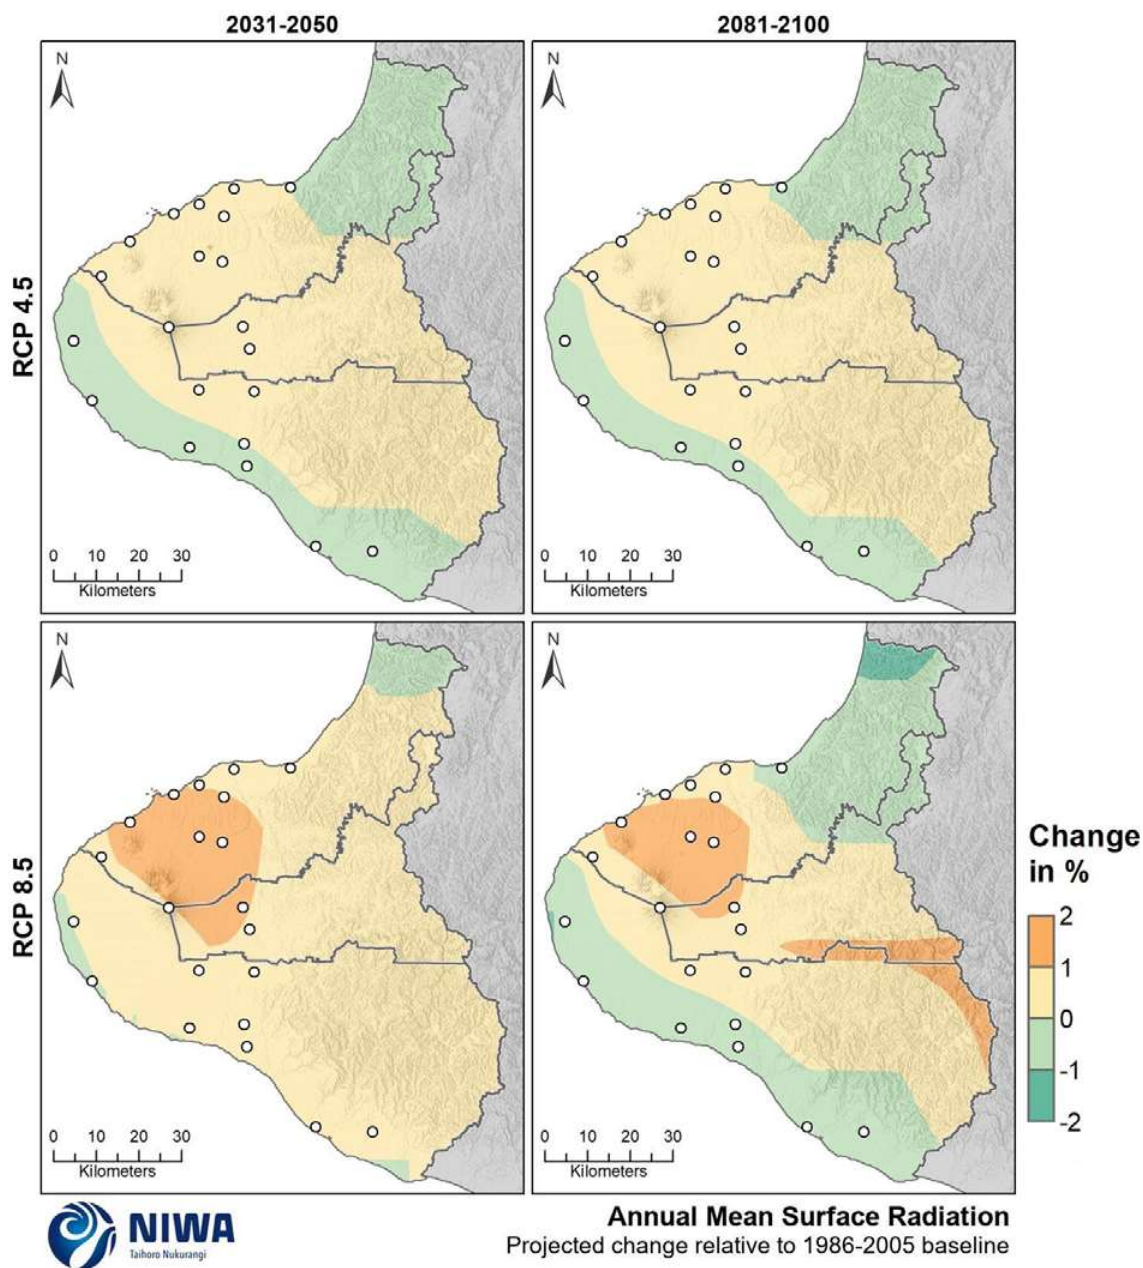 2031-2050
2081-2100
RCP 4.5
N
0 10 20 30
Kilometers
N
0 10 20 30
Kilometers
RCP 8.5
N
0 10 20 30
Kilometers
N
0 10 20 30
Kilometers
Change
in %
2
1
0
-1
-2
NIWA
Taihoro Nukurangi
Annual Mean Surface Radiation
Projected change relative to 1986-2005 baseline